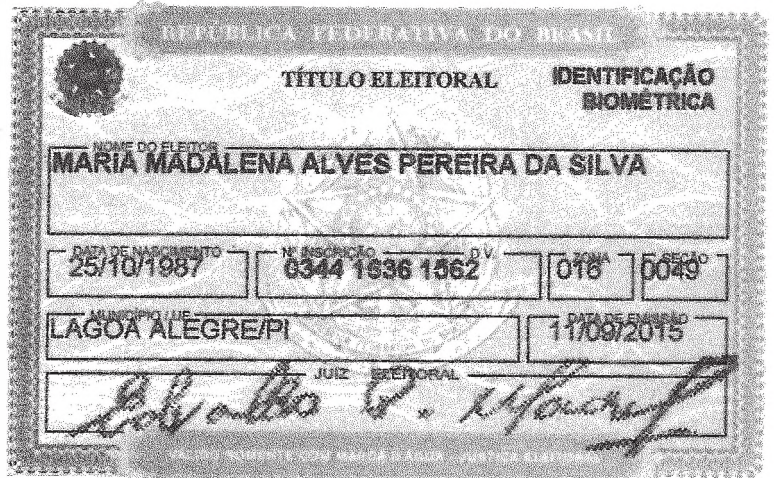 REPÚBLICA FEDERATIVA DO BRASIL
TÍTULO ELEITORAL
IDENTIFICAÇÃO
BIOMÉTRICA
NOME DO ELEITOR
MARIA MADALENA ALVES PEREIRA DA SILVA
DATA DE NASCIMENTO Nº INSCRIÇÃO D.V. ZONA SEÇÃO
25/10/1987 0344 1636 1562 016 0049
MUNICÍPIO / UF DATA DE EMISSÃO
LAGOA ALEGRE/PI 11/09/2015
JUIZ ELEITORAL